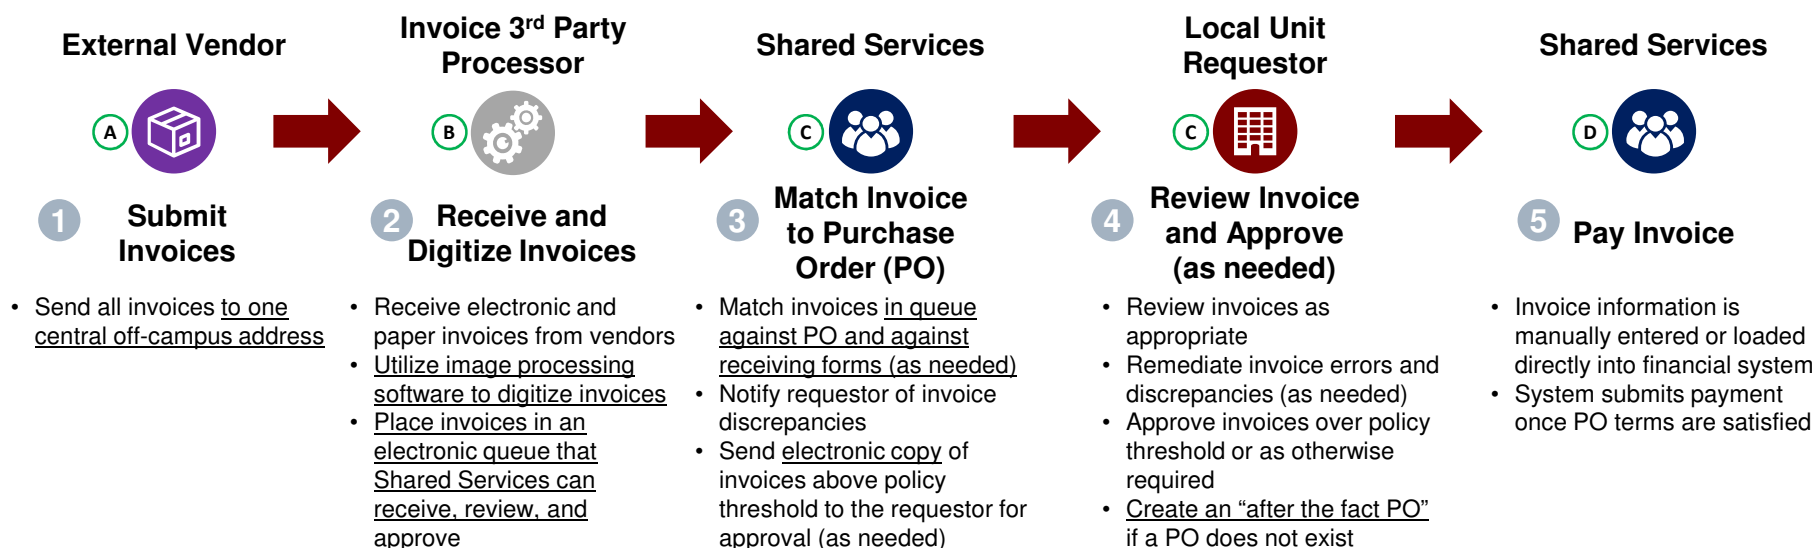 External Vendor
A
1
Submit
Invoices
• Send all invoices to one
central off-campus address
Invoice 3rd Party
Processor
B
2
Receive and
Digitize Invoices
• Receive electronic and
paper invoices from vendors
• Utilize image processing
software to digitize invoices
• Place invoices in an
electronic queue that
Shared Services can
receive, review, and
approve
Shared Services
C
3
Match Invoice
to Purchase
Order (PO)
• Match invoices in queue
against PO and against
receiving forms (as needed)
• Notify requestor of invoice
discrepancies
• Send electronic copy of
invoices above policy
threshold to the requestor for
approval (as needed)
Local Unit
Requestor
C
4
Review Invoice
and Approve
(as needed)
• Review invoices as
appropriate
• Remediate invoice errors and
discrepancies (as needed)
• Approve invoices over policy
threshold or as otherwise
required
• Create an “after the fact PO”
if a PO does not exist
Shared Services
D
5
Pay Invoice
• Invoice information is
manually entered or loaded
directly into financial system
• System submits payment
once PO terms are satisfied